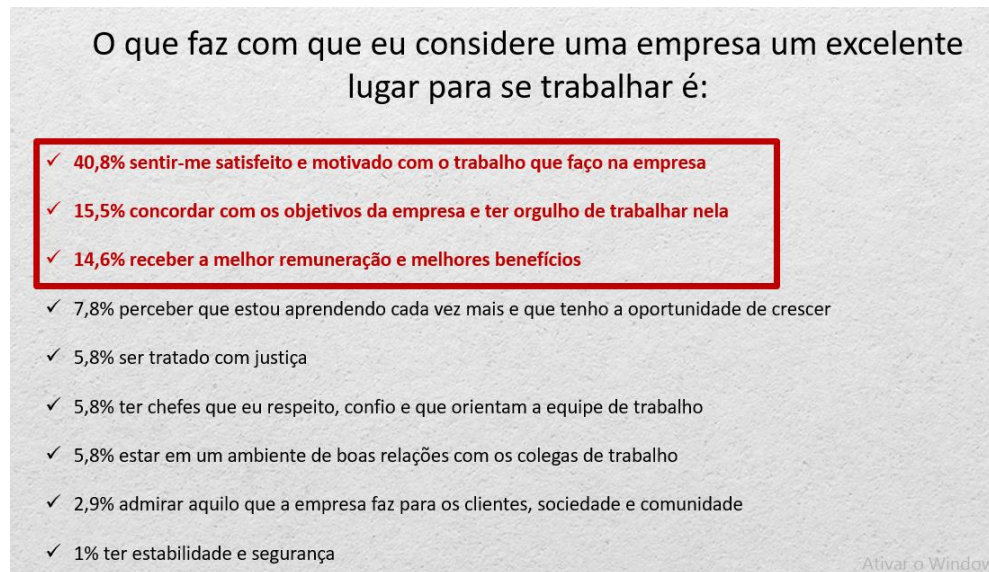 O que faz com que eu considere uma empresa um excelente
lugar para se trabalhar é:
✓ 40,8% sentir-me satisfeito e motivado com o trabalho que faço na empresa
✓ 15,5% concordar com os objetivos da empresa e ter orgulho de trabalhar nela
✓ 14,6% receber a melhor remuneração e melhores benefícios
✓ 7,8% perceber que estou aprendendo cada vez mais e que tenho a oportunidade de crescer
✓ 5,8% ser tratado com justiça
✓ 5,8% ter chefes que eu respeito, confio e que orientam a equipe de trabalho
✓ 5,8% estar em um ambiente de boas relações com os colegas de trabalho
✓ 2,9% admirar aquilo que a empresa faz para os clientes, sociedade e comunidade
✓ 1% ter estabilidade e segurança
Ativar o Window